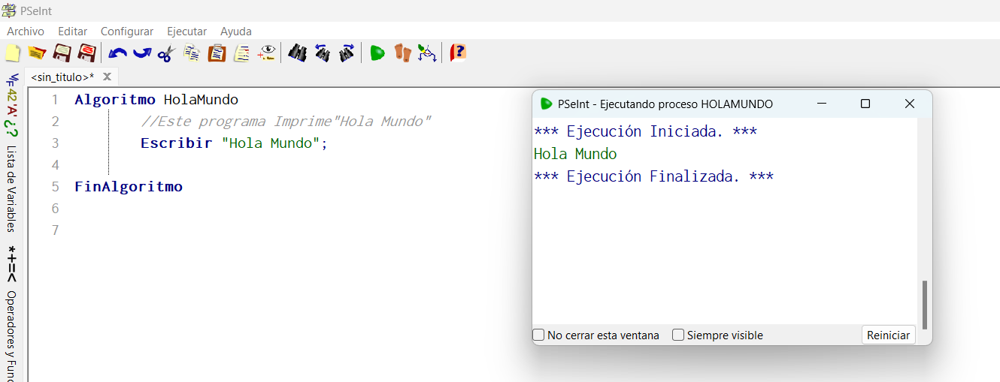 PSeInt
Archivo Editar Configurar Ejecutar Ayuda
<sin_titulo>* X
1 Algoritmo HolaMundo
2 //Este programa Imprime"Hola Mundo"
3 Escribir "Hola Mundo";
4
5 FinAlgoritmo
6
7
V/F 42 'A' ¿?
Lista de Variables
*+=<
Operadores y Func
PSeInt - Ejecutando proceso HOLAMUNDO
*** Ejecución Iniciada. ***
Hola Mundo
*** Ejecución Finalizada. ***
No cerrar esta ventana Siempre visible Reiniciar